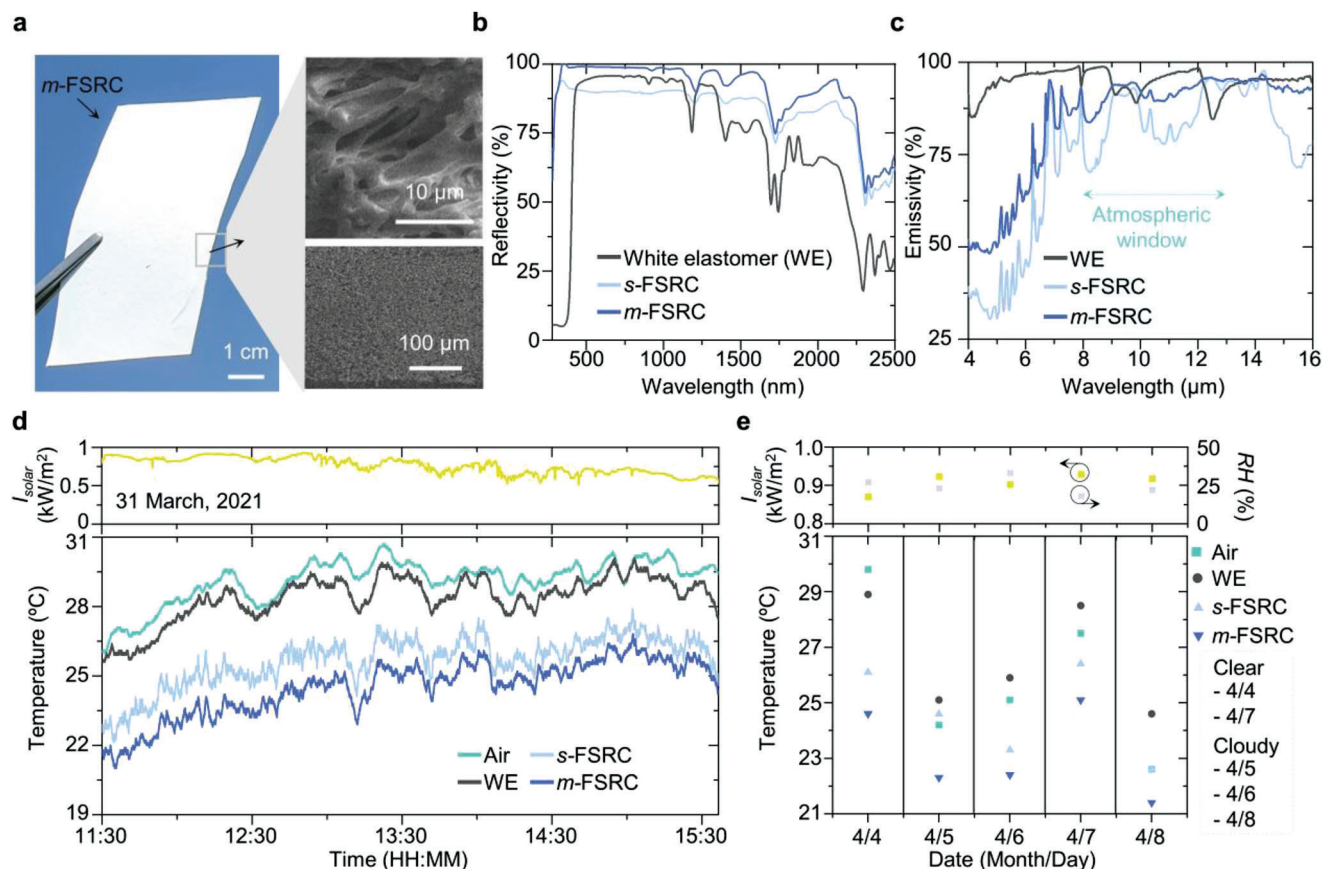 a
m-FSRC
1 cm
10 µm
100 µm
b
Reflectivity (%)
100
75
50
25
0
White elastomer (WE)
s-FSRC
m-FSRC
500
1000
1500
2000
2500
Wavelength (nm)
c
Emissivity (%)
100
75
50
25
Atmospheric
window
WE
s-FSRC
m-FSRC
4
6
8
10
12
14
16
Wavelength (µm)
d
Isolar
(kW/m²)
1
0.5
0
31 March, 2021
Temperature (ºC)
31
28
25
22
19
Air
s-FSRC
WE
m-FSRC
11:30
12:30
13:30
14:30
15:30
Time (HH:MM)
e
Isolar
(kW/m²)
1.0
0.9
0.8
50
25
0
RH (%)
Temperature (ºC)
31
29
27
25
23
21
4/4
4/5
4/6
4/7
4/8
Date (Month/Day)
Air
WE
s-FSRC
m-FSRC
Clear
- 4/4
- 4/7
Cloudy
- 4/5
- 4/6
- 4/8